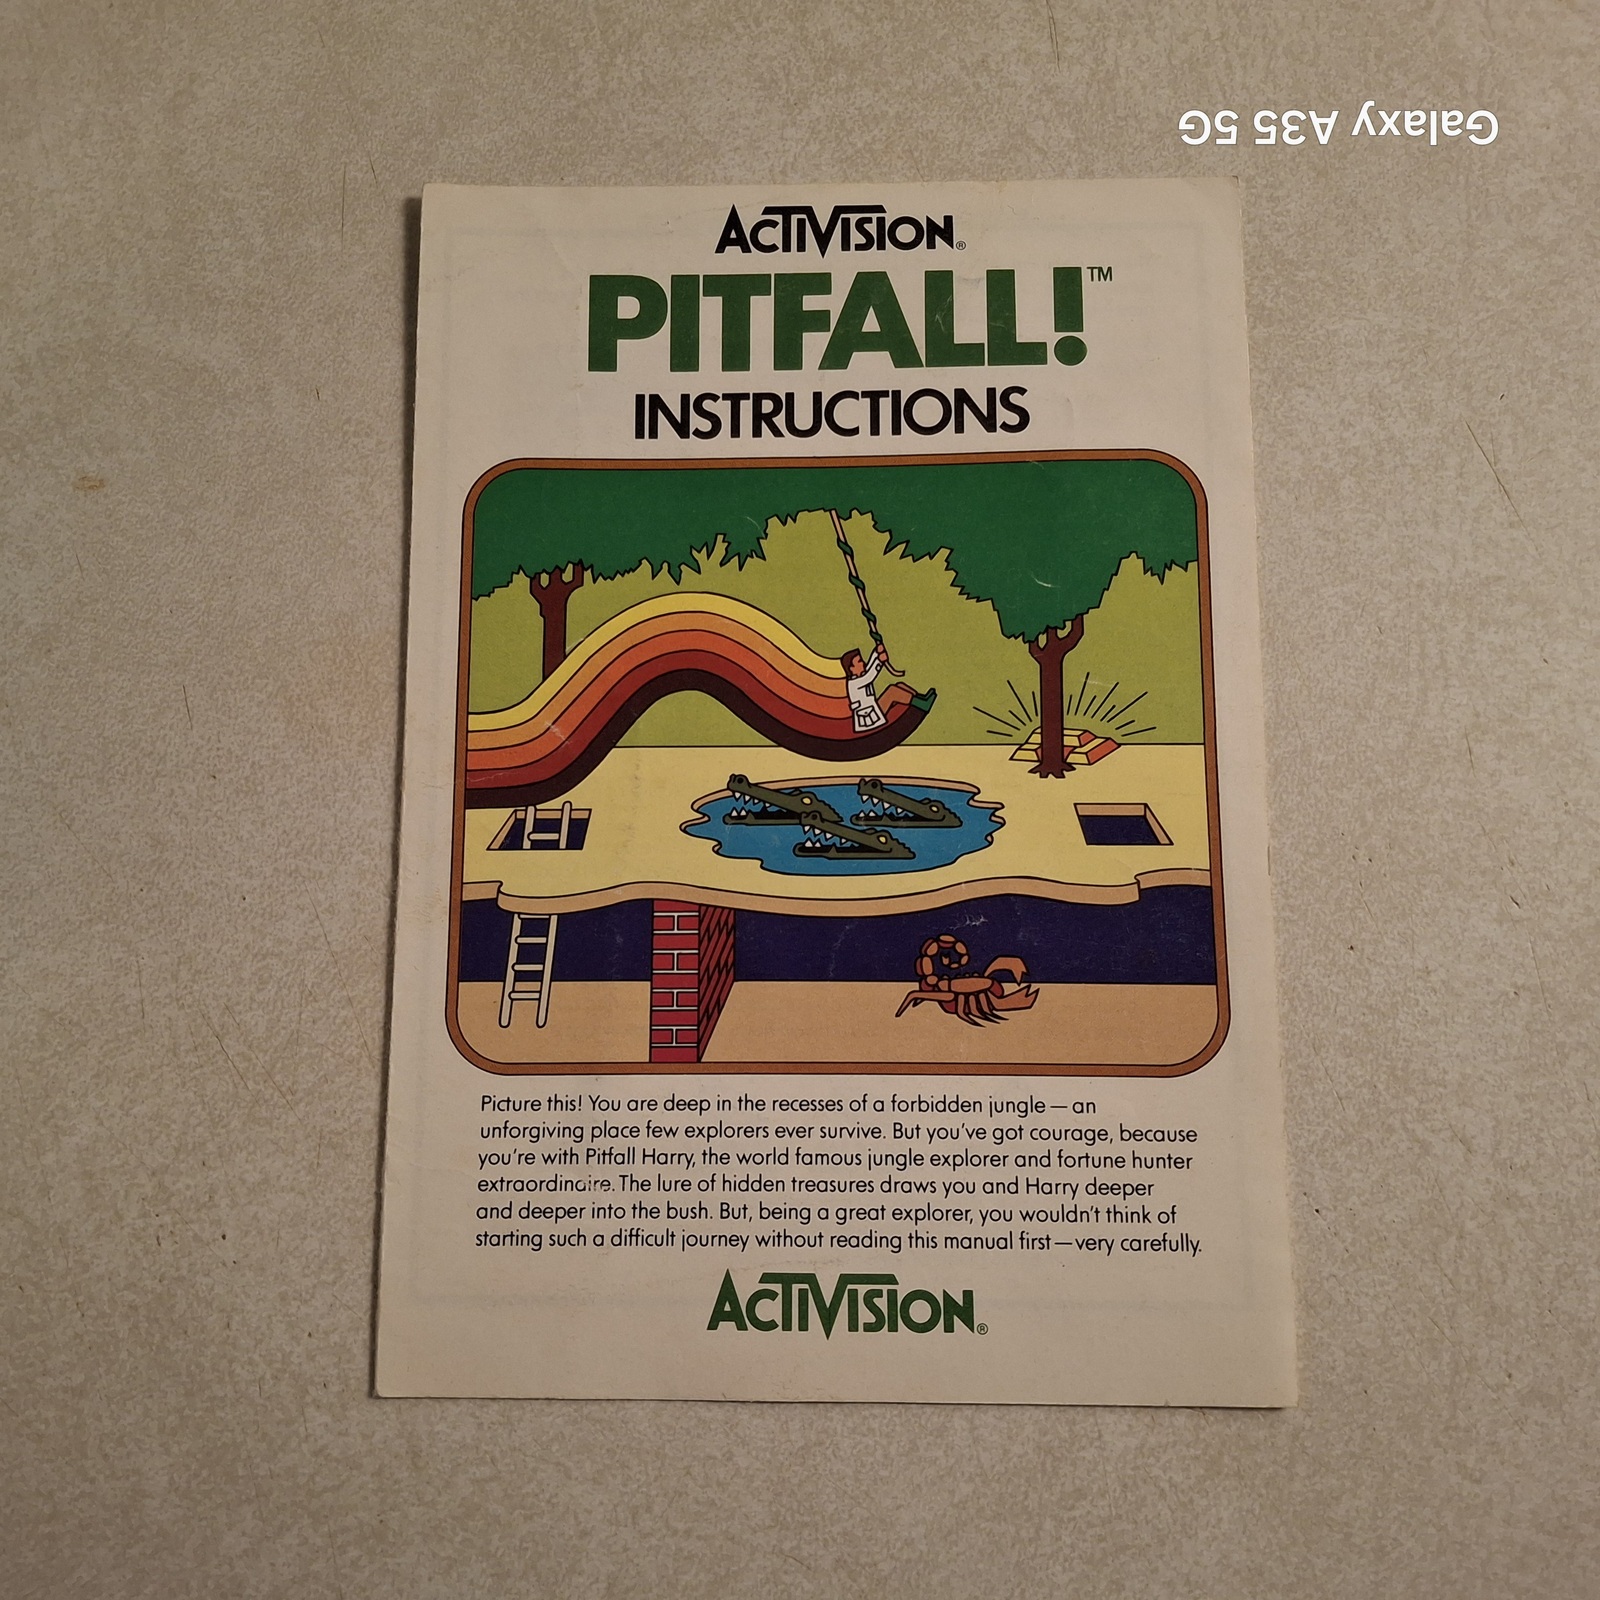 Galaxy A35 5G
ACTIVISION®
PITFALL!™
INSTRUCTIONS
Picture this! You are deep in the recesses of a forbidden jungle — an
unforgiving place few explorers ever survive. But you've got courage, because
you're with Pitfall Harry, the world famous jungle explorer and fortune hunter
extraordinaire. The lure of hidden treasures draws you and Harry deeper
and deeper into the bush. But, being a great explorer, you wouldn't think of
starting such a difficult journey without reading this manual first — very carefully.
ACTIVISION®